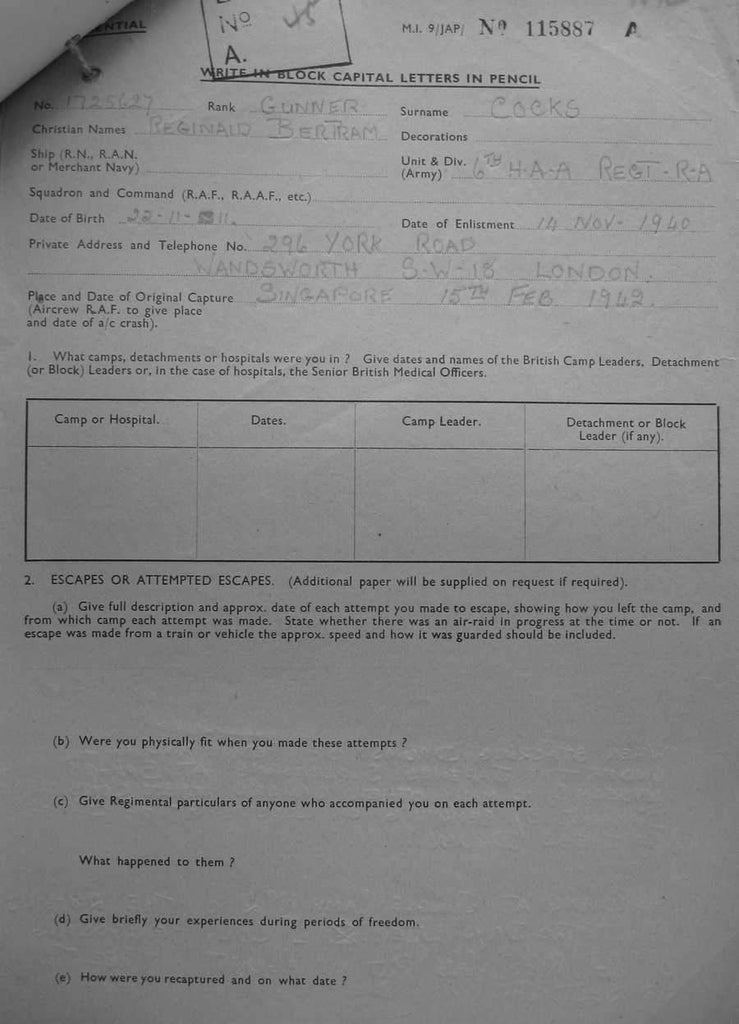 NTIAL
No
A.
M.I. 9/JAP/ No 115887 A
WRITE IN BLOCK CAPITAL LETTERS IN PENCIL
No. 1725627 Rank GUNNER Surname COCKS
Christian Names REGINALD BERTRAM Decorations
Ship (R.N., R.A.N. or Merchant Navy)
Unit & Div. (Army) 6TH H-A-A REGT-R-A
Squadron and Command (R.A.F., R.A.A.F., etc.)
Date of Birth 22-11-11. Date of Enlistment 14 NOV- 1940
Private Address and Telephone No. 296 YORK ROAD
WANDSWORTH S-W-18 LONDON.
Place and Date of Original Capture SINGAPORE 15TH FEB 1942.
(Aircrew R.A.F. to give place
and date of a/c crash).
1. What camps, detachments or hospitals were you in ? Give dates and names of the British Camp Leaders, Detachment
(or Block) Leaders or, in the case of hospitals, the Senior British Medical Officers.
Camp or Hospital. Dates. Camp Leader. Detachment or Block
Leader (if any).
2. ESCAPES OR ATTEMPTED ESCAPES. (Additional paper will be supplied on request if required).
(a) Give full description and approx. date of each attempt you made to escape, showing how you left the camp, and
from which camp each attempt was made. State whether there was an air-raid in progress at the time or not. If an
escape was made from a train or vehicle the approx. speed and how it was guarded should be included.
(b) Were you physically fit when you made these attempts ?
(c) Give Regimental particulars of anyone who accompanied you on each attempt.
What happened to them ?
(d) Give briefly your experiences during periods of freedom.
(e) How were you recaptured and on what date ?